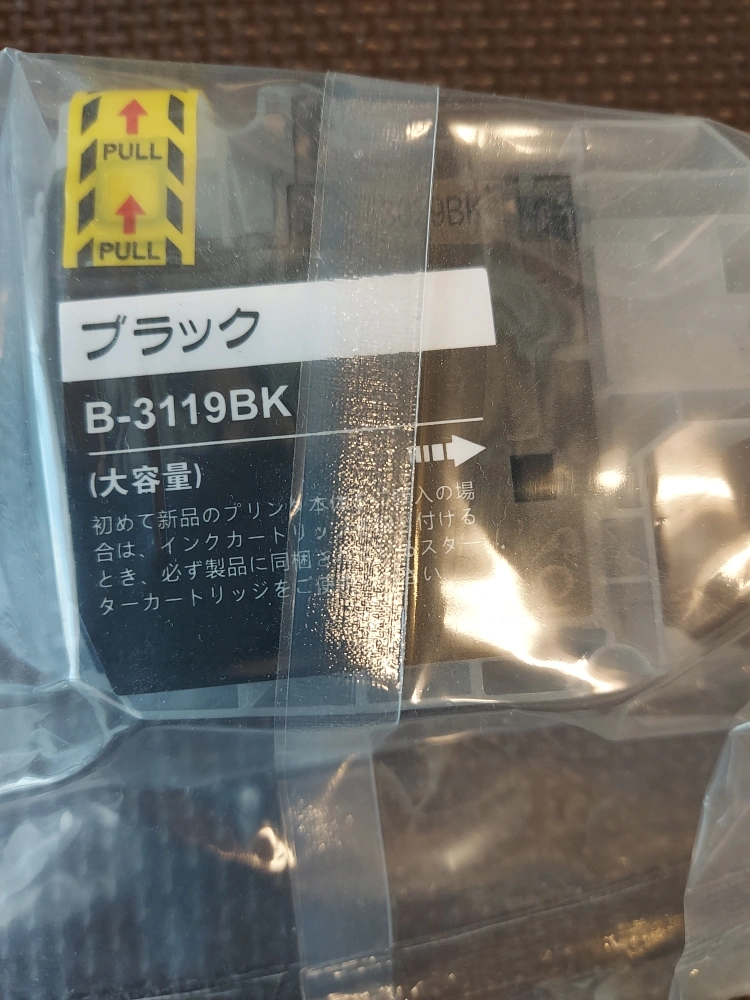 PULL
PULL
ブラック
B-3119BK
(大容量)
初めて新品のプリンタ本体 入の場
合は、インクカートリッ 付ける
とき、必ず製品に同梱さ スター
ターカートリッジをご使 い。